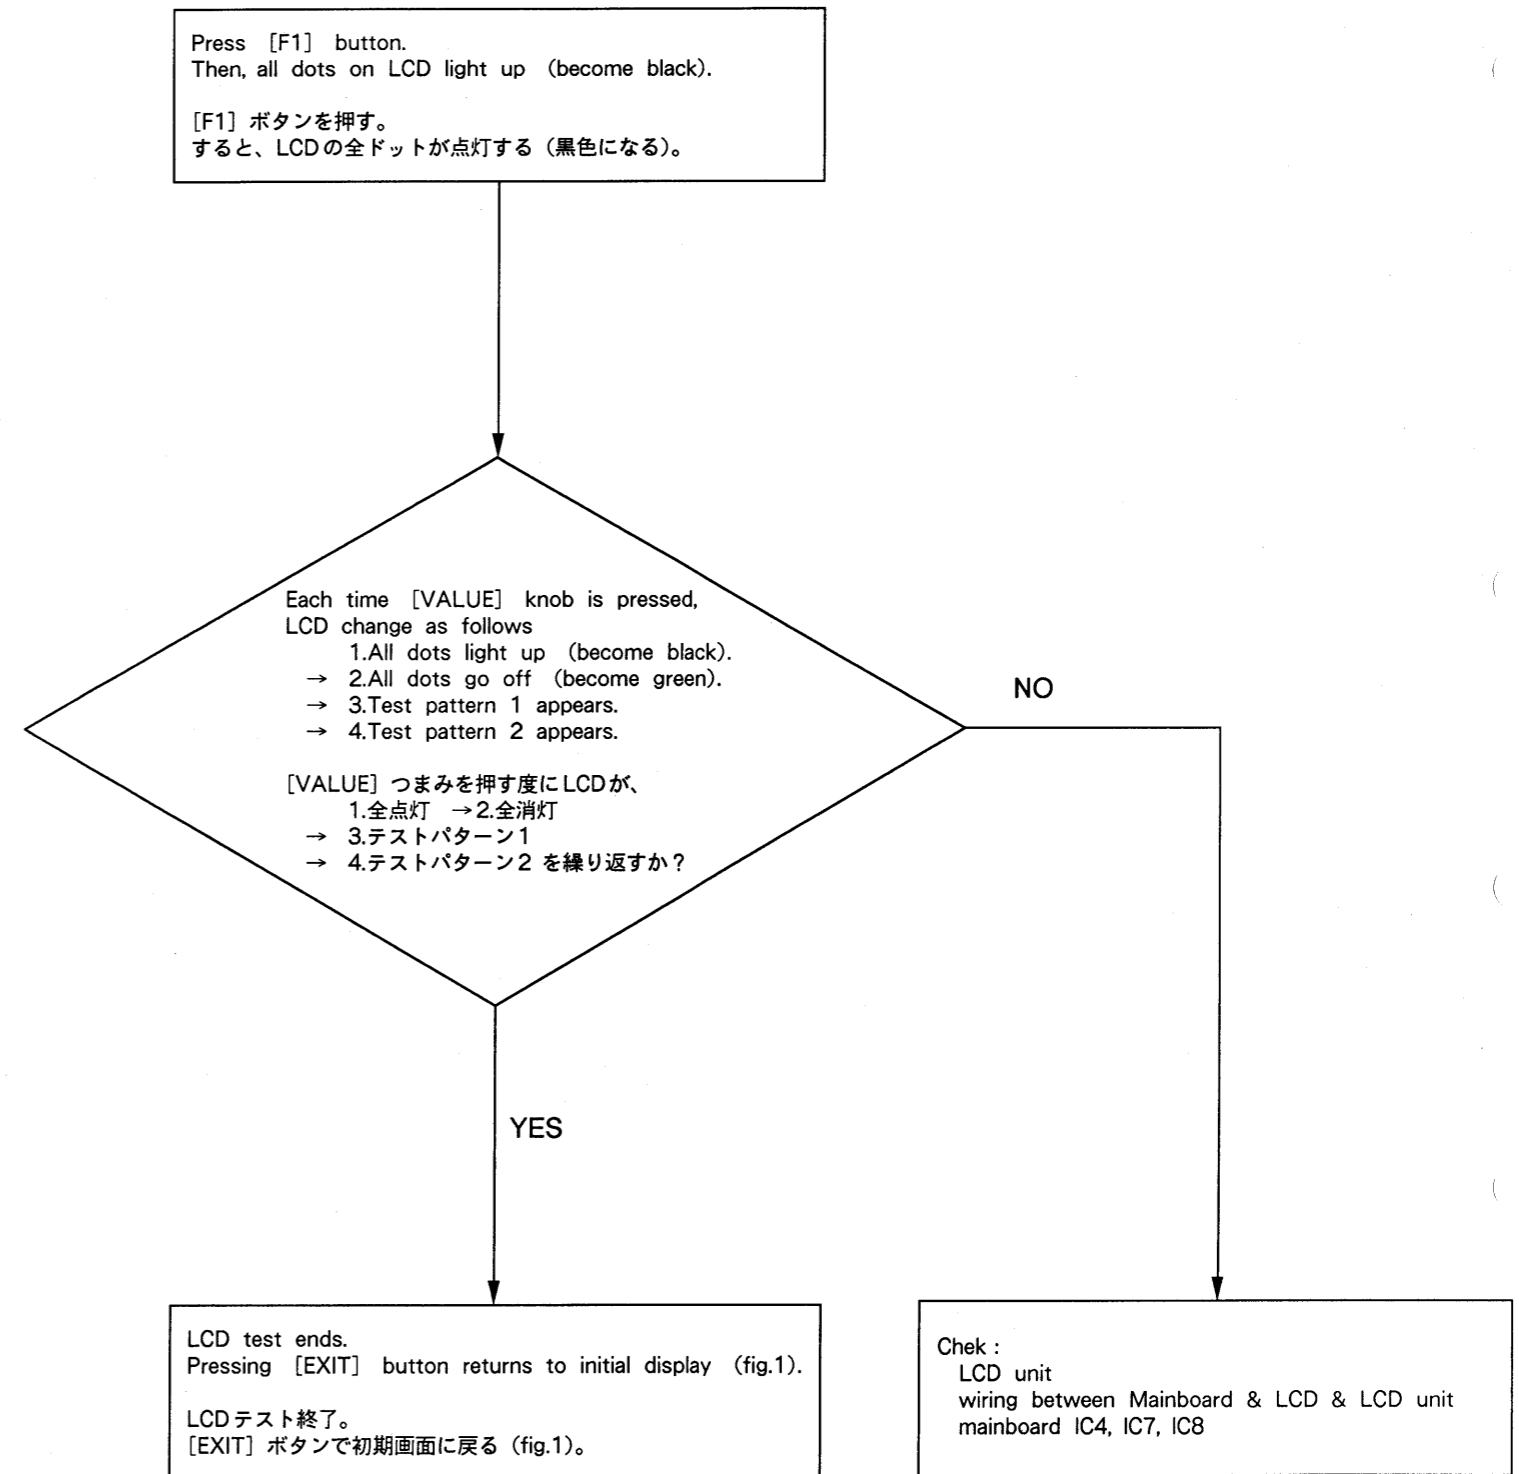 Press [F1] button.
Then, all dots on LCD light up (become black).
[F1] ボタンを押す。
すると、LCDの全ドットが点灯する (黒色になる)。
Each time [VALUE] knob is pressed,
LCD change as follows
1.All dots light up (become black).
→ 2.All dots go off (become green).
→ 3.Test pattern 1 appears.
→ 4.Test pattern 2 appears.
[VALUE] つまみを押す度にLCDが、
1.全点灯 →2.全消灯
→ 3.テストパターン1
→ 4.テストパターン2 を繰り返すか?
NO
YES
LCD test ends.
Pressing [EXIT] button returns to initial display (fig.1).
LCDテスト終了。
[EXIT] ボタンで初期画面に戻る (fig.1)。
Chek :
LCD unit
wiring between Mainboard & LCD & LCD unit
mainboard IC4, IC7, IC8